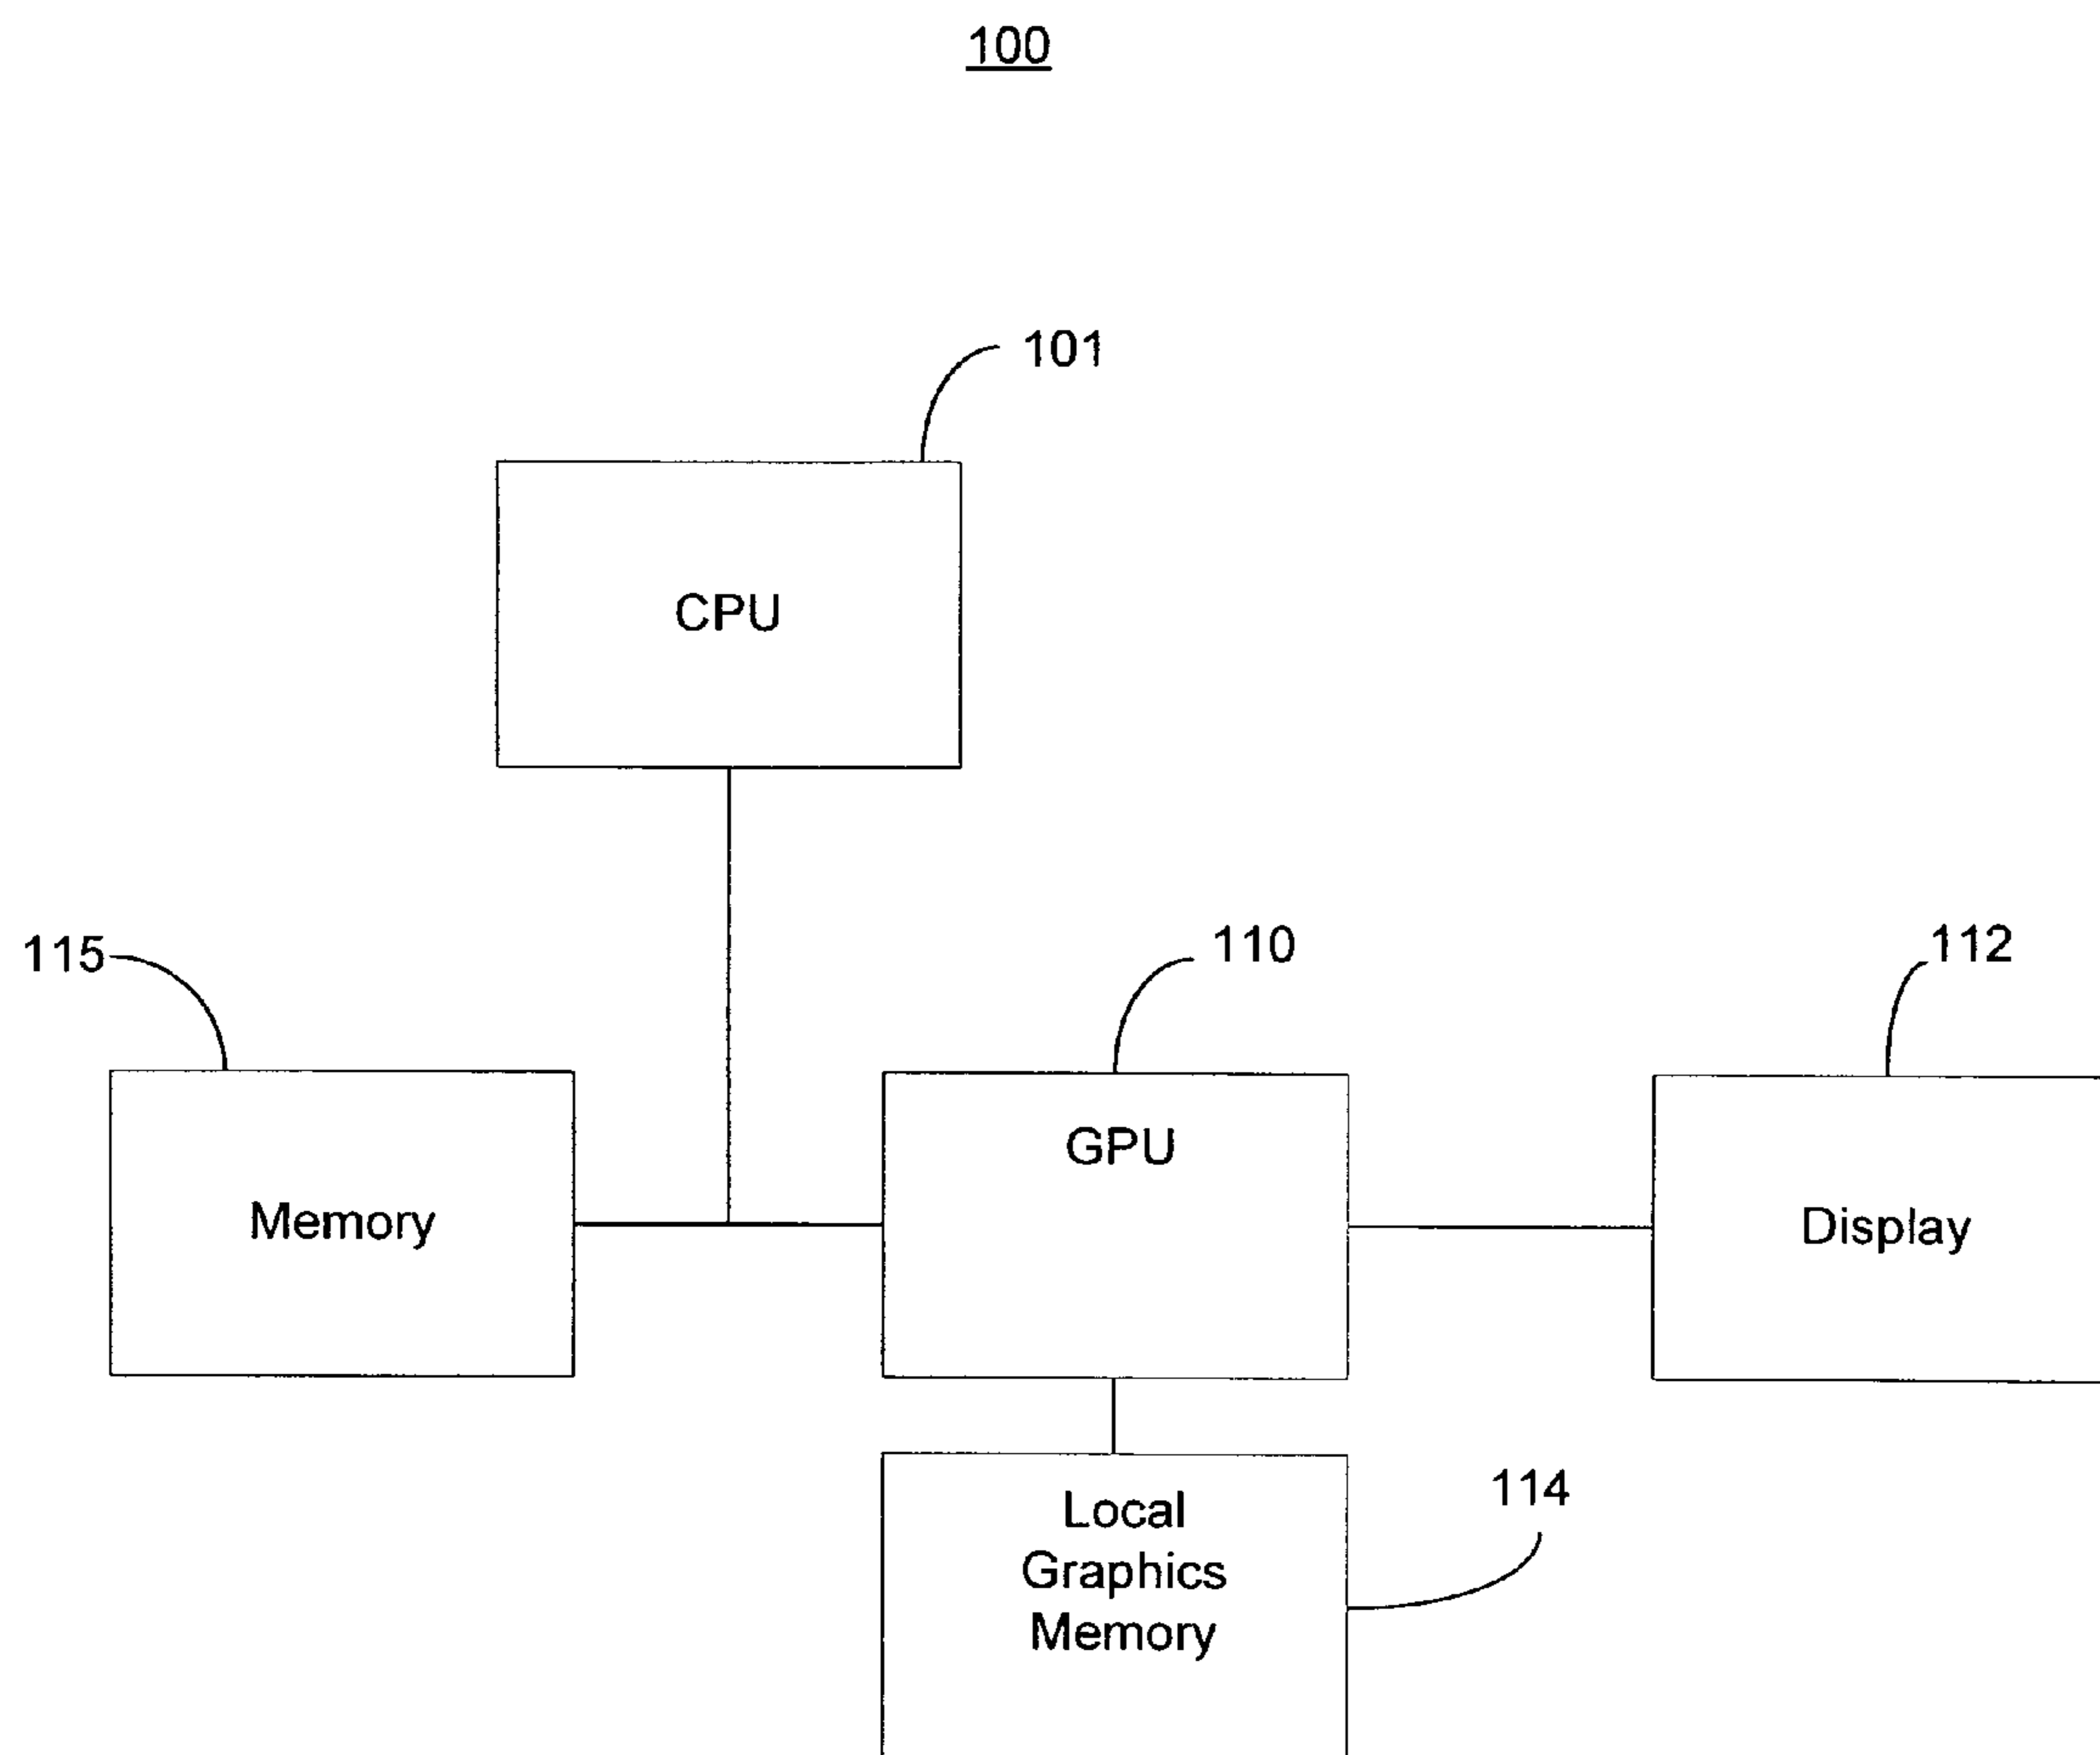 100
101
CPU
115
110
112
GPU
Memory
Display
Local
Graphics
Memory
114